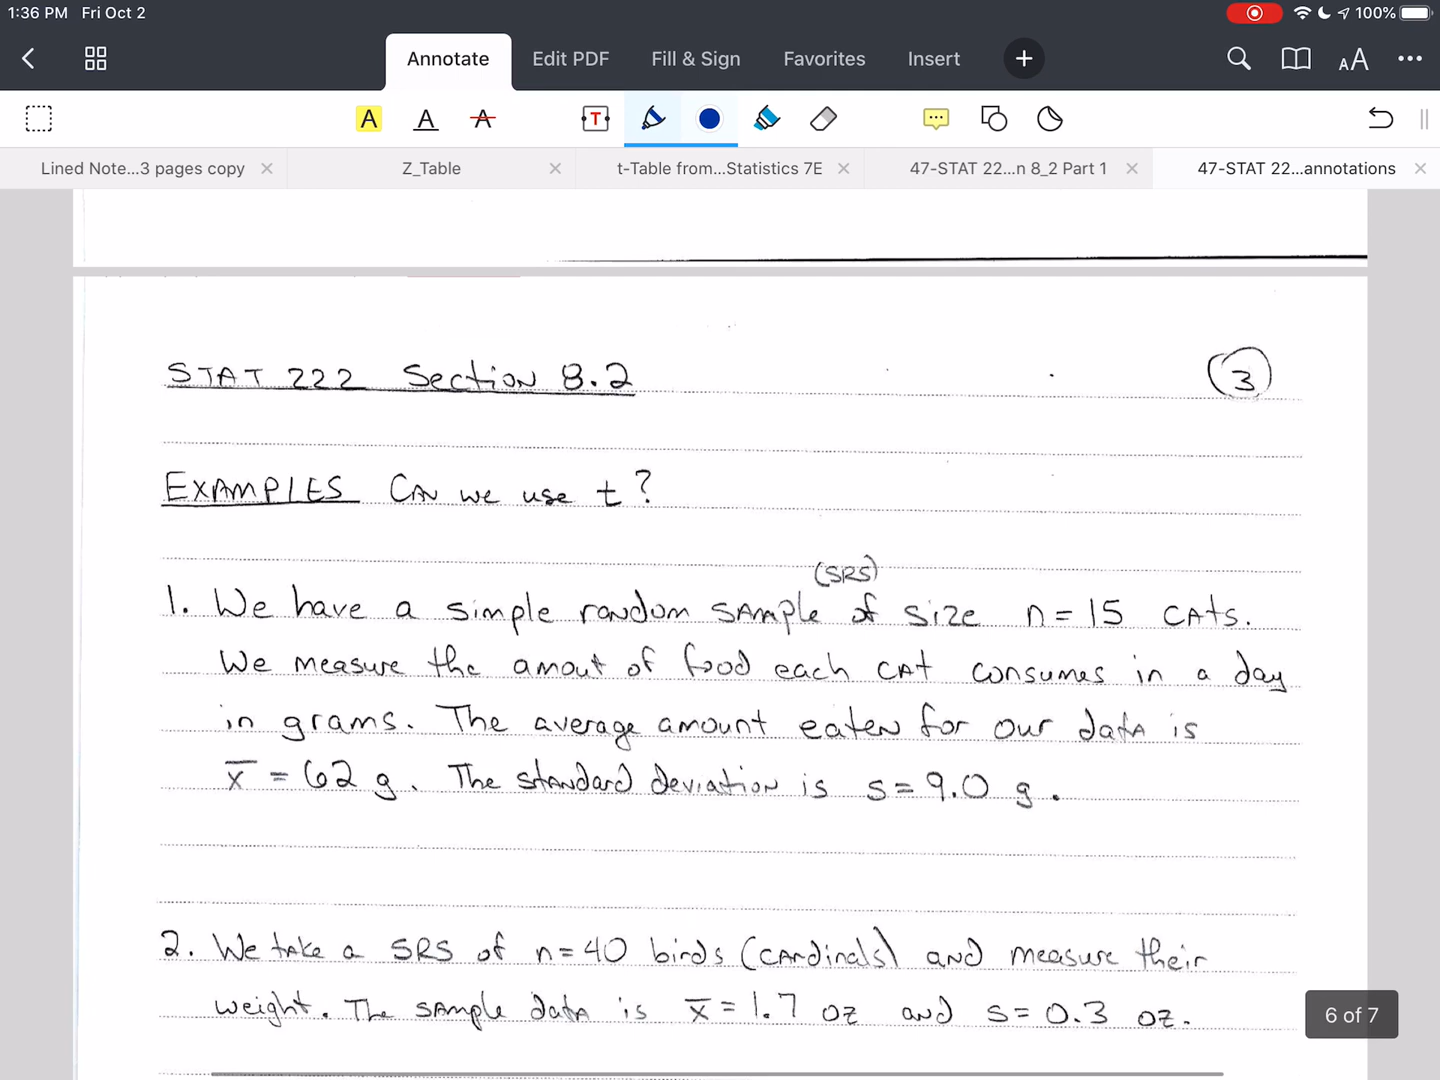 1:36 PM Fri Oct 2
100%
Annotate Edit PDF Fill & Sign Favorites Insert +
AA
A A A T
Lined Note...3 pages copy × Z_Table × t-Table from...Statistics 7E × 47-STAT 22...n 8_2 Part 1 × 47-STAT 22...annotations ×
STAT 222 Section 8.2 3
EXAMPLES CAN we use t?
(SRS)
1. We have a simple random sample of size n = 15 CATS.
We measure the amout of food each CAT consumes in a day
in grams. The average amount eaten for our data is
x̄ = 62 g. The standard deviation is s = 9.0 g.
2. We take a SRS of n = 40 birds (cardinals) and measure their
weight. The sample data is x̄ = 1.7 oz and s = 0.3 oz.
6 of 7